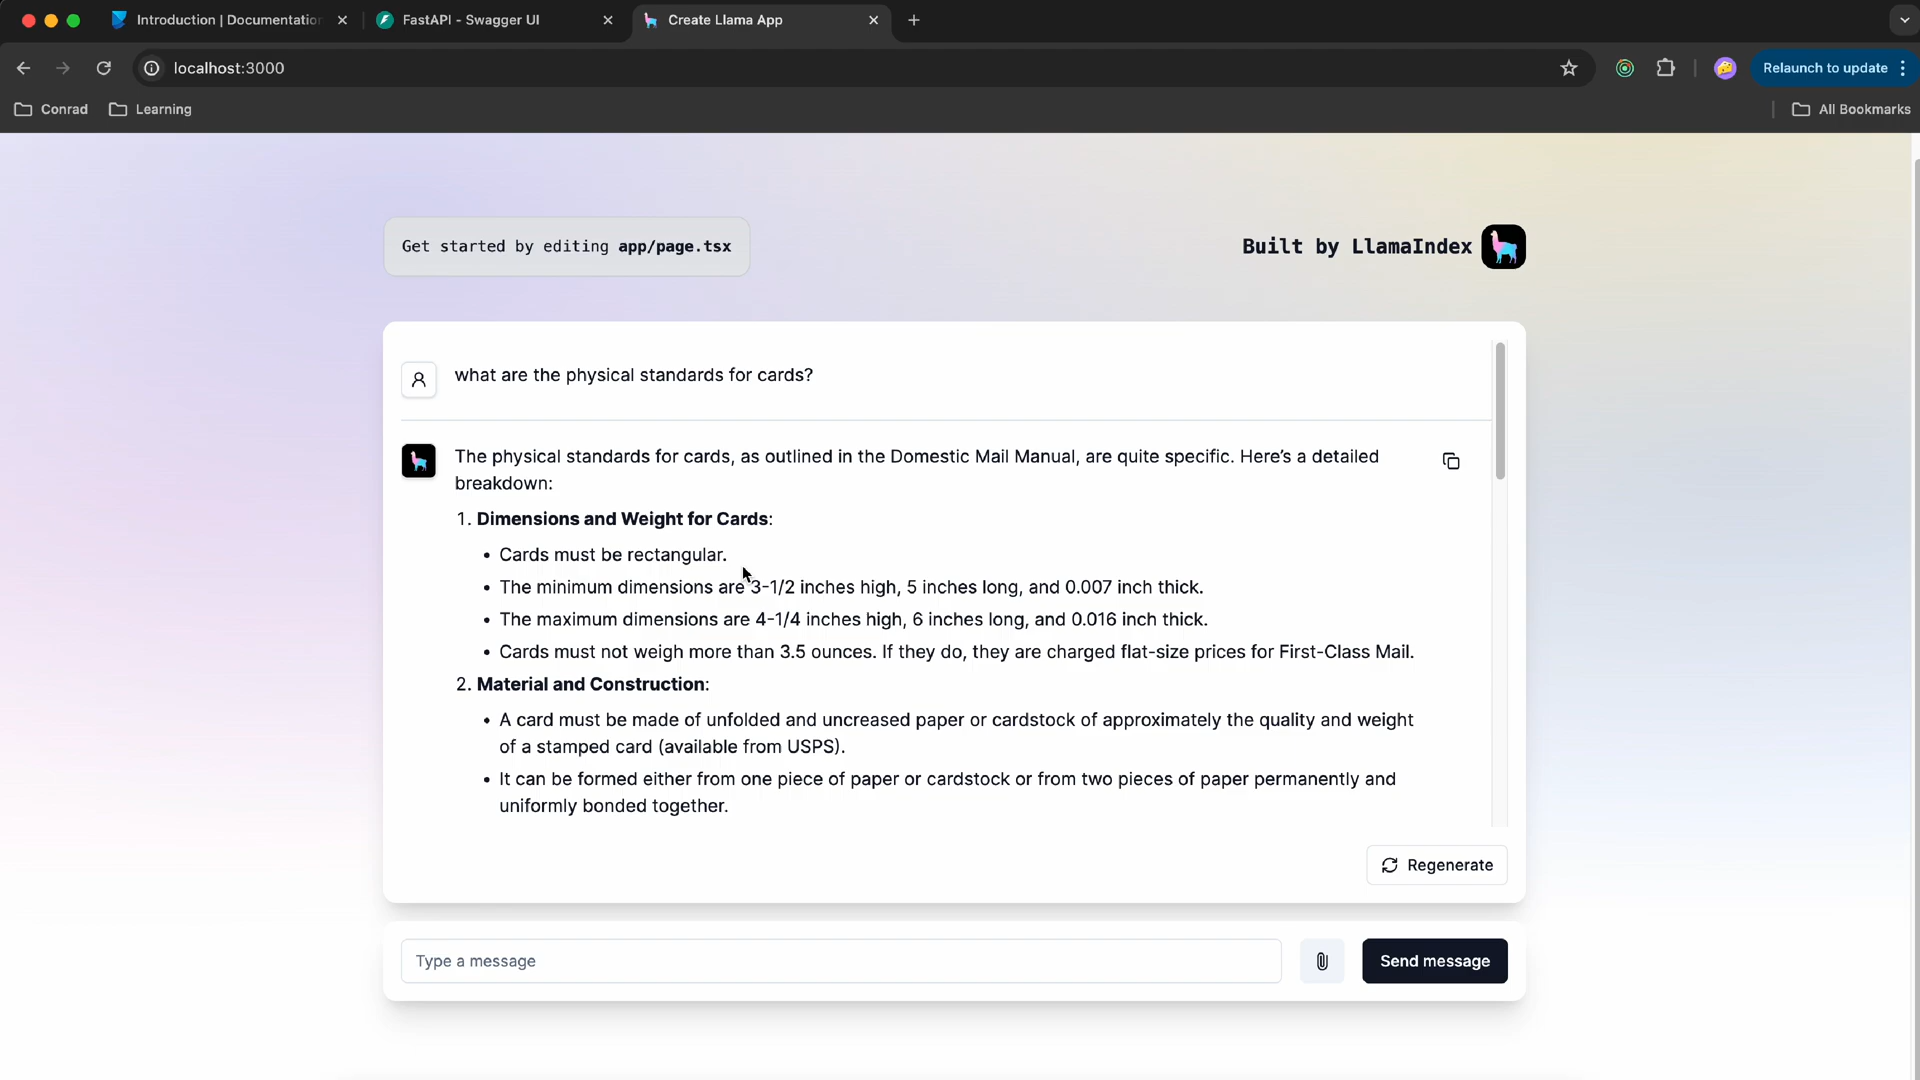 Introduction | Documentation
FastAPI - Swagger UI
Create Llama App
localhost:3000
Relaunch to update
Conrad
Learning
All Bookmarks
Get started by editing app/page.tsx
Built by LlamaIndex
what are the physical standards for cards?
The physical standards for cards, as outlined in the Domestic Mail Manual, are quite specific. Here’s a detailed
breakdown:
1. Dimensions and Weight for Cards:
• Cards must be rectangular.
• The minimum dimensions are 3-1/2 inches high, 5 inches long, and 0.007 inch thick.
• The maximum dimensions are 4-1/4 inches high, 6 inches long, and 0.016 inch thick.
• Cards must not weigh more than 3.5 ounces. If they do, they are charged flat-size prices for First-Class Mail.
2. Material and Construction:
• A card must be made of unfolded and uncreased paper or cardstock of approximately the quality and weight
of a stamped card (available from USPS).
• It can be formed either from one piece of paper or cardstock or from two pieces of paper permanently and
uniformly bonded together.
Regenerate
Type a message
Send message